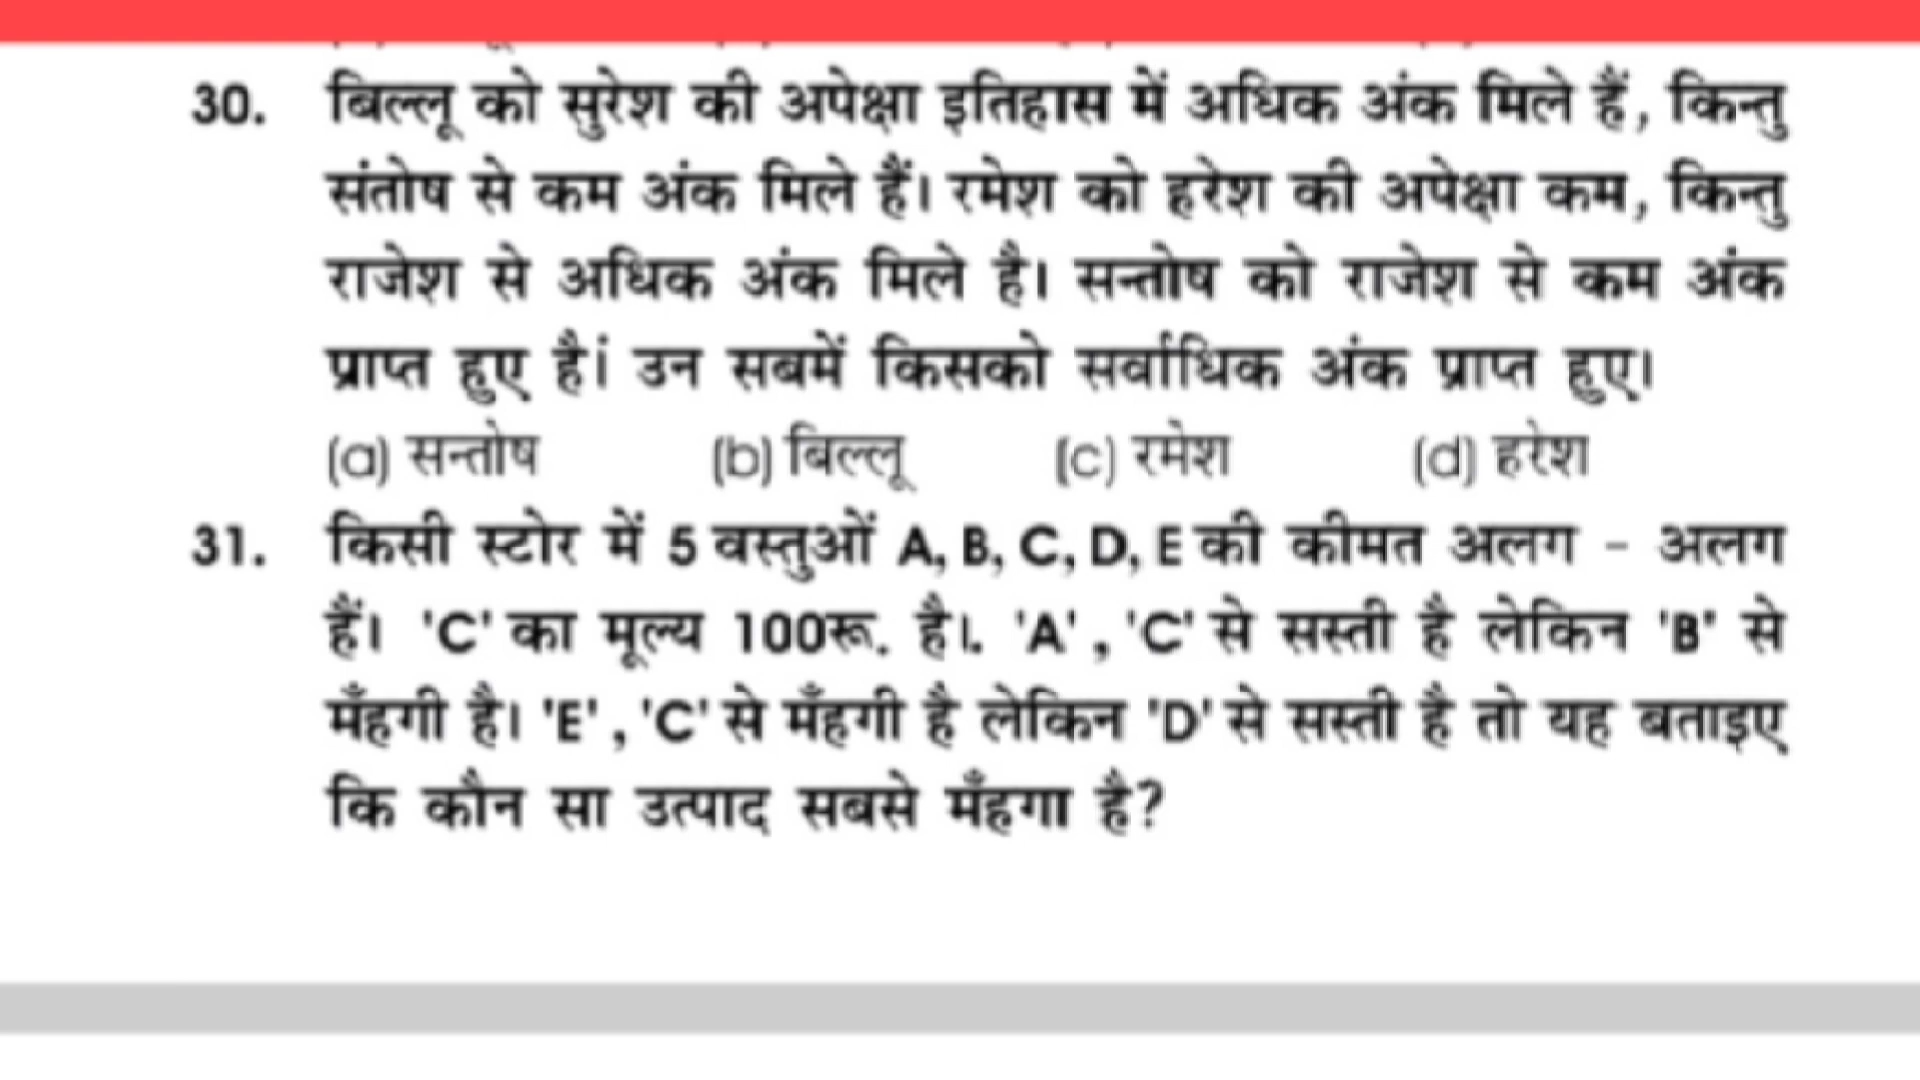 30. बिल्लू को सुरेश की अपेक्षा इतिहास में अधिक अंक मिले हैं, किन्तु
संतोष से कम अंक मिले हैं। रमेश को हरेश की अपेक्षा कम, किन्तु
राजेश से अधिक अंक मिले है। सन्तोष को राजेश से कम अंक
प्राप्त हुए है। उन सबमें किसको सर्वाधिक अंक प्राप्त हुए।
(a) सन्तोष (b) बिल्लू (c) रमेश (d) हरेश
31. किसी स्टोर में 5 वस्तुओं A, B, C, D, E की कीमत अलग - अलग
हैं। 'C' का मूल्य 100रू. है।. 'A' , 'C' से सस्ती है लेकिन 'B' से
मँहगी है। 'E' , 'C' से मँहगी है लेकिन 'D' से सस्ती है तो यह बताइए
कि कौन सा उत्पाद सबसे मँहगा है?